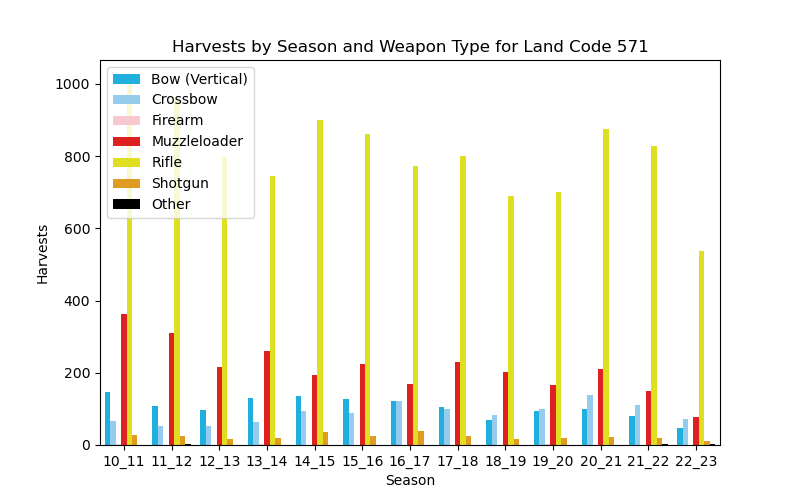 Harvests by Season and Weapon Type for Land Code 571
1000
800
600
400
200
0
Harvests
Bow (Vertical)
Crossbow
Firearm
Muzzleloader
Rifle
Shotgun
Other
10_11 11_12 12_13 13_14 14_15 15_16 16_17 17_18 18_19 19_20 20_21 21_22 22_23
Season